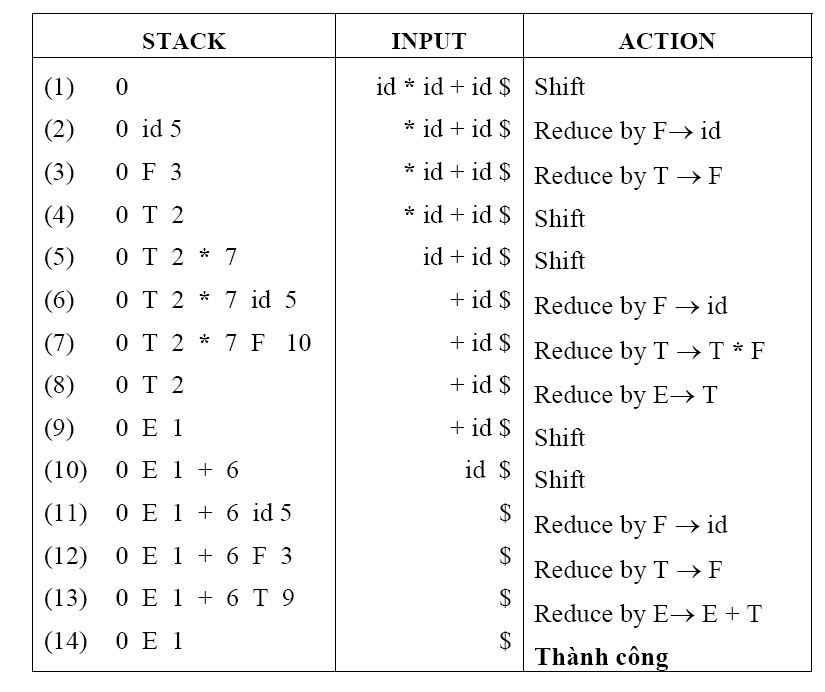 STACK INPUT ACTION
(1) 0 id * id + id $ Shift
(2) 0 id 5 * id + id $ Reduce by F→ id
(3) 0 F 3 * id + id $ Reduce by T → F
(4) 0 T 2 * id + id $ Shift
(5) 0 T 2 * 7 id + id $ Shift
(6) 0 T 2 * 7 id 5 + id $ Reduce by F → id
(7) 0 T 2 * 7 F 10 + id $ Reduce by T → T * F
(8) 0 T 2 + id $ Reduce by E→ T
(9) 0 E 1 + id $ Shift
(10) 0 E 1 + 6 id $ Shift
(11) 0 E 1 + 6 id 5 $ Reduce by F → id
(12) 0 E 1 + 6 F 3 $ Reduce by T → F
(13) 0 E 1 + 6 T 9 $ Reduce by E→ E + T
(14) 0 E 1 $ Thành công